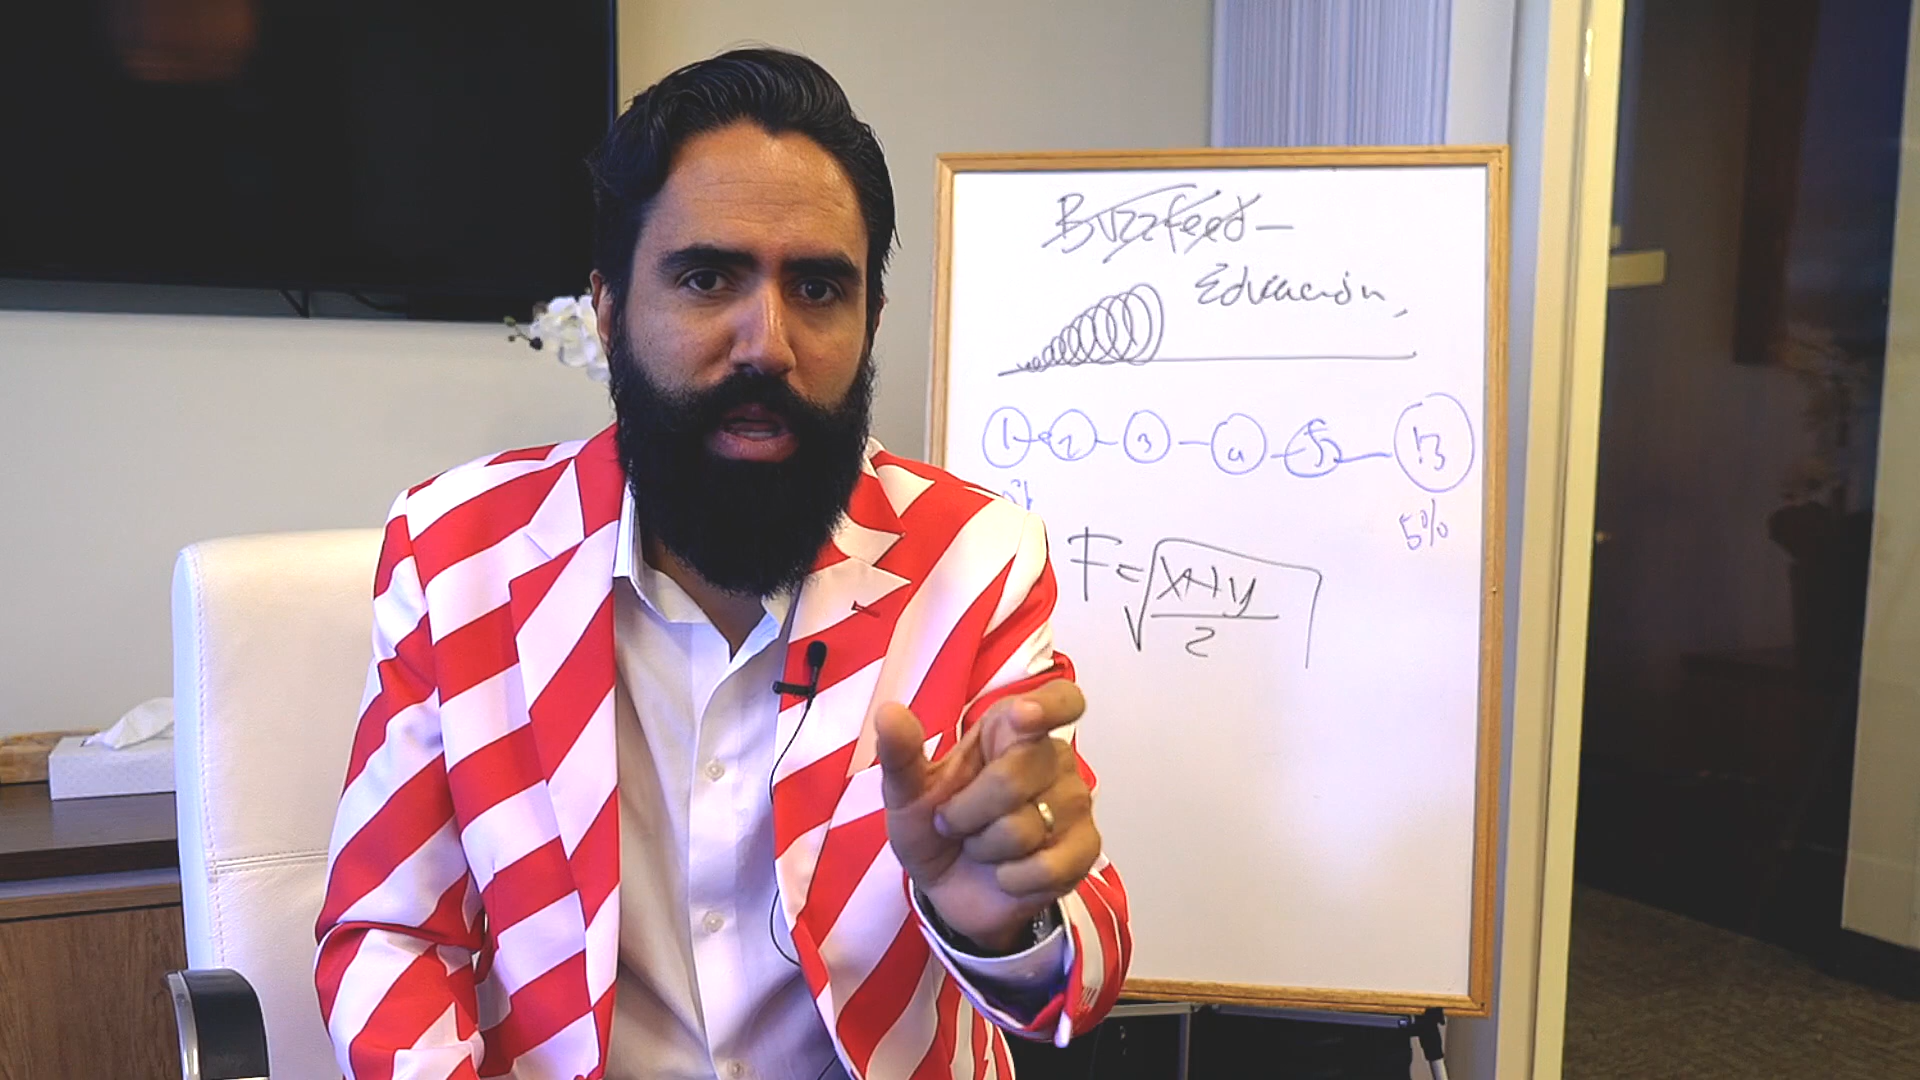 Buzzfeed —
Educación,
1 2 3 4 5 13
5%
F = √ x+y
2